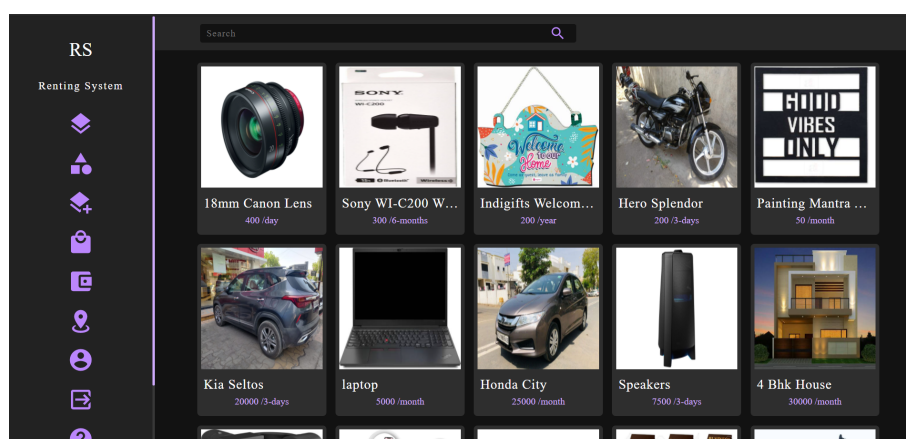 RS
Renting System
Search
18mm Canon Lens
400 /day
SONY
WI-C200
Bluetooth
Sony WI-C200 W...
300 /6-months
Welcome
to our
Home
Indigifts Welcom...
200 /year
Hero Splendor
200 /3-days
GOOD
VIBES
ONLY
Painting Mantra ...
50 /month
Kia Seltos
20000 /3-days
laptop
5000 /month
Honda City
25000 /month
Speakers
7500 /3-days
4 Bhk House
30000 /month